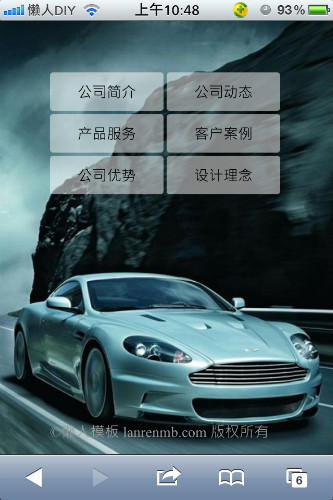 懒人DIY 上午10:48 93%
公司简介 公司动态
产品服务 客户案例
公司优势 设计理念
©懒人模板 lanrenmb.com 版权所有
6